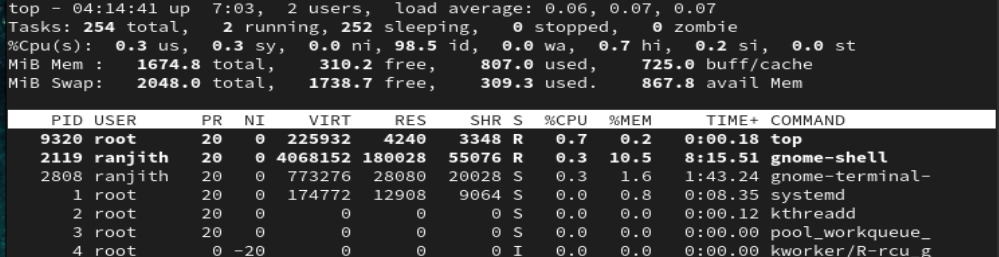 top - 04:14:41 up  7:03,  2 users,  load average: 0.06, 0.07, 0.07
Tasks: 254 total,   2 running, 252 sleeping,   0 stopped,   0 zombie
%Cpu(s):  0.3 us,  0.3 sy,  0.0 ni, 98.5 id,  0.0 wa,  0.7 hi,  0.2 si,  0.0 st
MiB Mem :   1674.8 total,    310.2 free,    807.0 used,    725.0 buff/cache
MiB Swap:   2048.0 total,   1738.7 free,    309.3 used.    867.8 avail Mem
PID USER      PR  NI    VIRT    RES    SHR S  %CPU  %MEM     TIME+ COMMAND
9320 root      20   0  225932   4240   3348 R   0.7   0.2   0:00.18 top
2119 ranjith   20   0 4068152 180028  55076 R   0.3  10.5   8:15.51 gnome-shell
2808 ranjith   20   0  773276  28080  20028 S   0.3   1.6   1:43.24 gnome-terminal-
1 root      20   0  174772  12908   9064 S   0.0   0.8   0:08.35 systemd
2 root      20   0       0      0      0 S   0.0   0.0   0:00.12 kthreadd
3 root      20   0       0      0      0 S   0.0   0.0   0:00.00 pool_workqueue_
4 root       0 -20       0      0      0 I   0.0   0.0   0:00.00 kworker/R-rcu_g